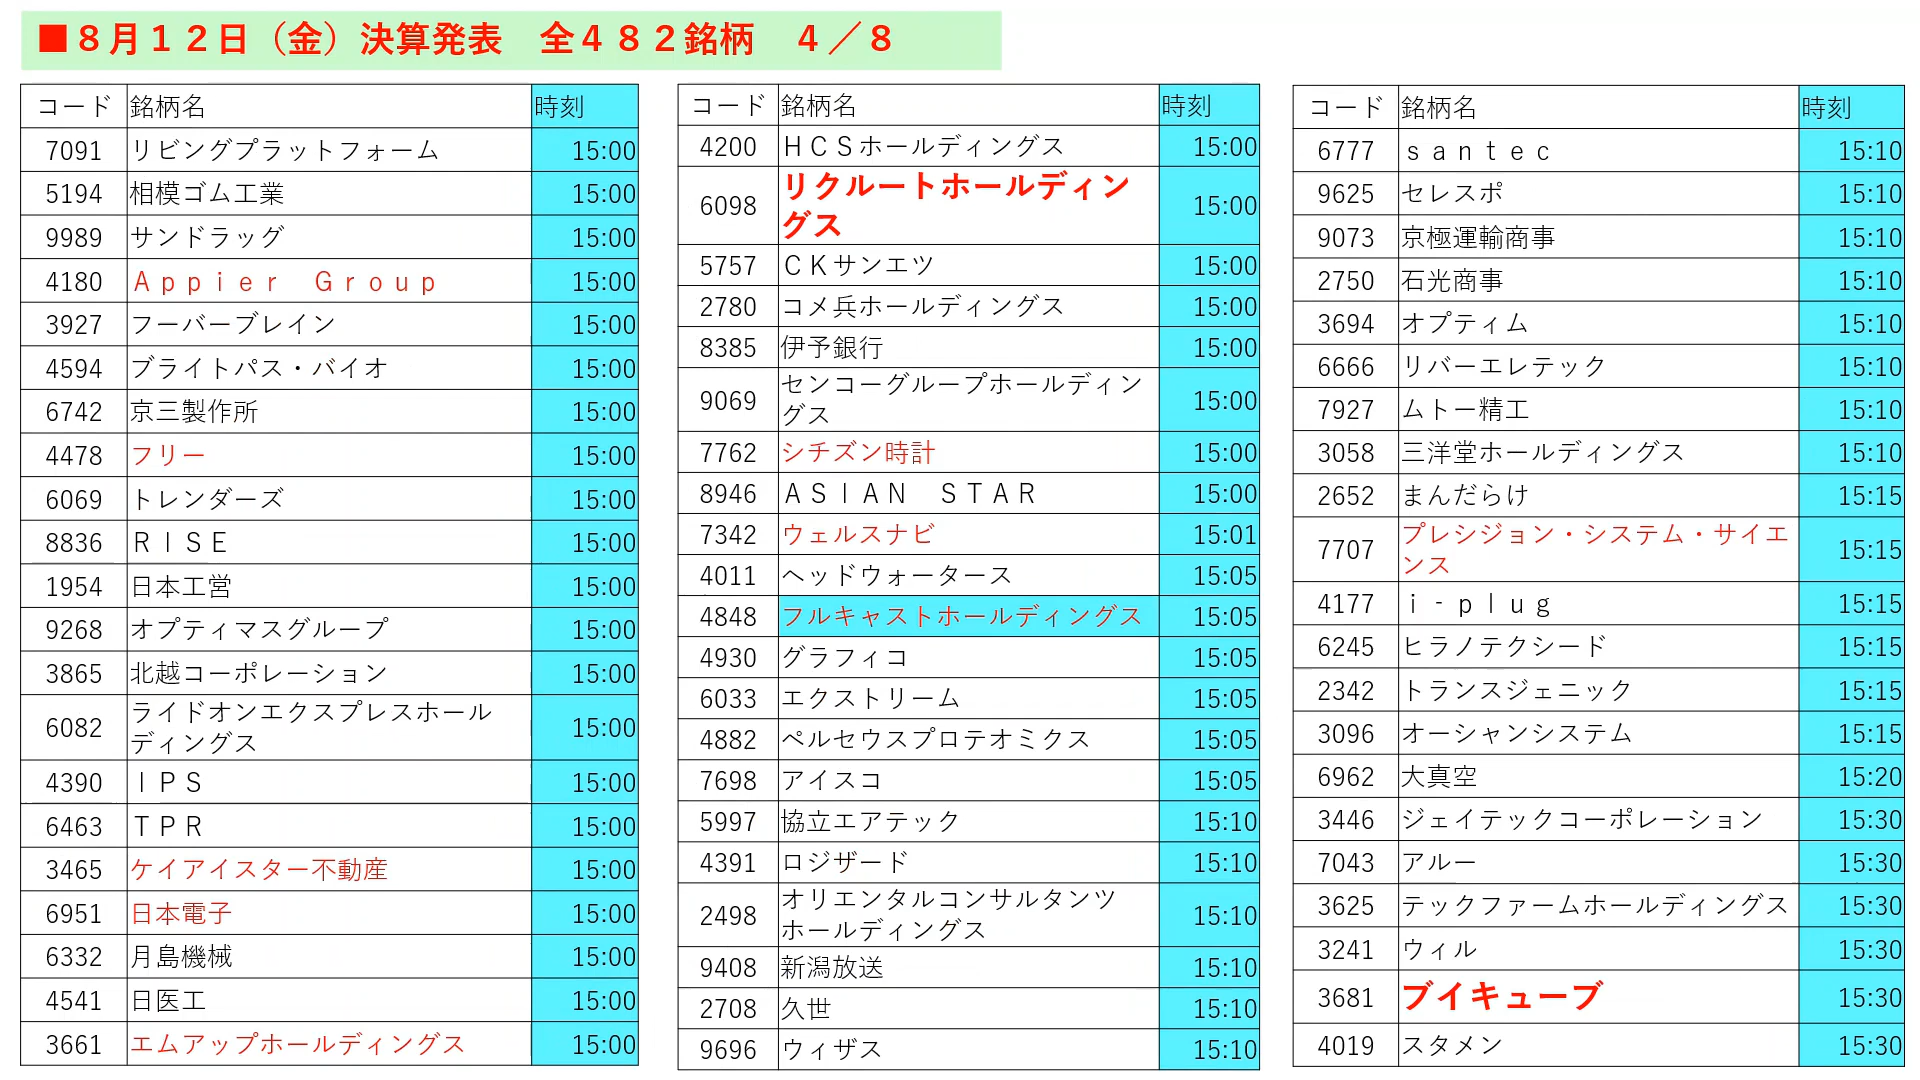 ■８月１２日（金）決算発表　全４８２銘柄　４／８
コード 銘柄名 時刻
7091 リビングプラットフォーム 15:00
5194 相模ゴム工業 15:00
9989 サンドラッグ 15:00
4180 Ａｐｐｉｅｒ　Ｇｒｏｕｐ 15:00
3927 フーバーブレイン 15:00
4594 ブライトパス・バイオ 15:00
6742 京三製作所 15:00
4478 フリー 15:00
6069 トレンダーズ 15:00
8836 ＲＩＳＥ 15:00
1954 日本工営 15:00
9268 オプティマスグループ 15:00
3865 北越コーポレーション 15:00
6082 ライドオンエクスプレスホール
ディングス 15:00
4390 ＩＰＳ 15:00
6463 ＴＰＲ 15:00
3465 ケイアイスター不動産 15:00
6951 日本電子 15:00
6332 月島機械 15:00
4541 日医工 15:00
3661 エムアップホールディングス 15:00
コード 銘柄名 時刻
4200 ＨＣＳホールディングス 15:00
6098 リクルートホールディン
グス 15:00
5757 ＣＫサンエツ 15:00
2780 コメ兵ホールディングス 15:00
8385 伊予銀行 15:00
9069 センコーグループホールディン
グス 15:00
7762 シチズン時計 15:00
8946 ＡＳＩＡＮ　ＳＴＡＲ 15:00
7342 ウェルスナビ 15:01
4011 ヘッドウォータース 15:05
4848 フルキャストホールディングス 15:05
4930 グラフィコ 15:05
6033 エクストリーム 15:05
4882 ペルセウスプロテオミクス 15:05
7698 アイスコ 15:05
5997 協立エアテック 15:10
4391 ロジザード 15:10
2498 オリエンタルコンサルタンツ
ホールディングス 15:10
9408 新潟放送 15:10
2708 久世 15:10
9696 ウィザス 15:10
コード 銘柄名 時刻
6777 ｓａｎｔｅｃ 15:10
9625 セレスポ 15:10
9073 京極運輸商事 15:10
2750 石光商事 15:10
3694 オプティム 15:10
6666 リバーエレテック 15:10
7927 ムトー精工 15:10
3058 三洋堂ホールディングス 15:10
2652 まんだらけ 15:15
7707 プレシジョン・システム・サイエ
ンス 15:15
4177 ｉ‐ｐｌｕｇ 15:15
6245 ヒラノテクシード 15:15
2342 トランスジェニック 15:15
3096 オーシャンシステム 15:15
6962 大真空 15:20
3446 ジェイテックコーポレーション 15:30
7043 アルー 15:30
3625 テックファームホールディングス 15:30
3241 ウィル 15:30
3681 ブイキューブ 15:30
4019 スタメン 15:30